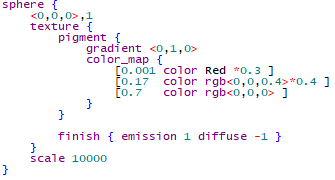 sphere {
<0,0,0>,1
texture {
pigment {
gradient <0,1,0>
color_map {
[0.001 color Red *0.3 ]
[0.17 color rgb<0,0,0.4>*0.4 ]
[0.7 color rgb<0,0,0> ]
}
}
finish { emission 1 diffuse -1 }
}
scale 10000
}